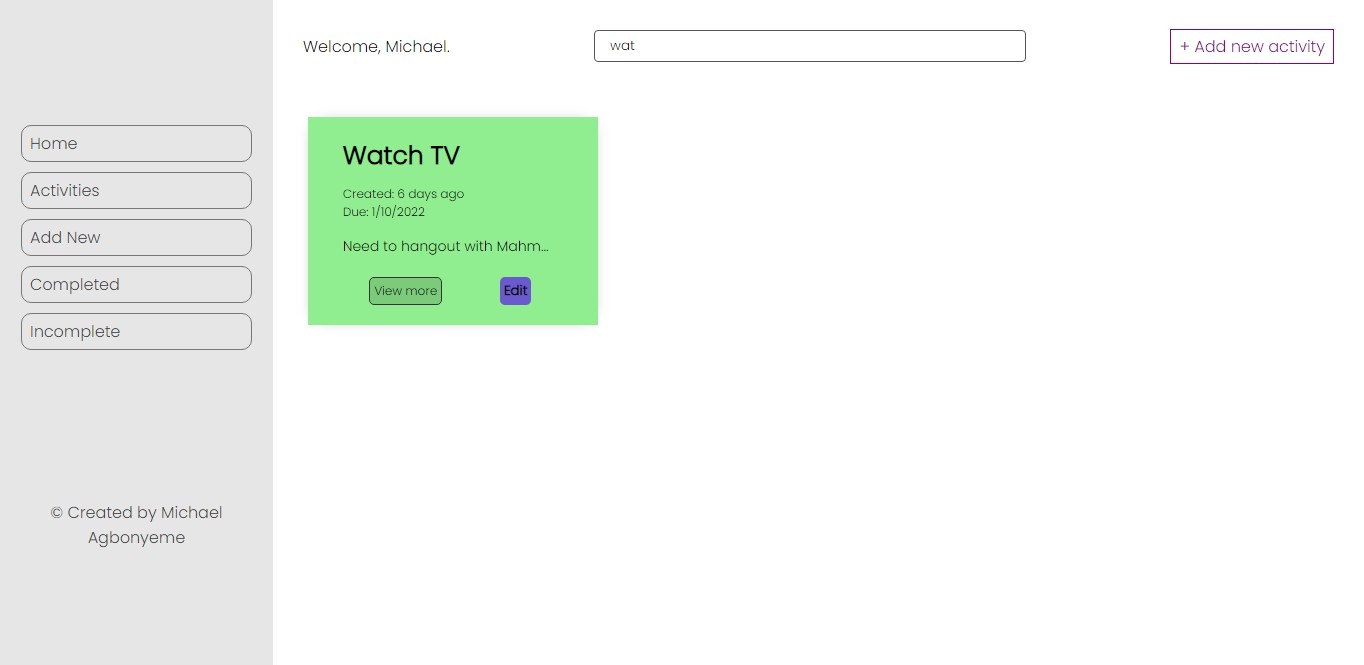 Home
Activities
Add New
Completed
Incomplete
© Created by Michael
Agbonyeme
Welcome, Michael.
wat
+ Add new activity
Watch TV
Created: 6 days ago
Due: 1/10/2022
Need to hangout with Mahm...
View more
Edit